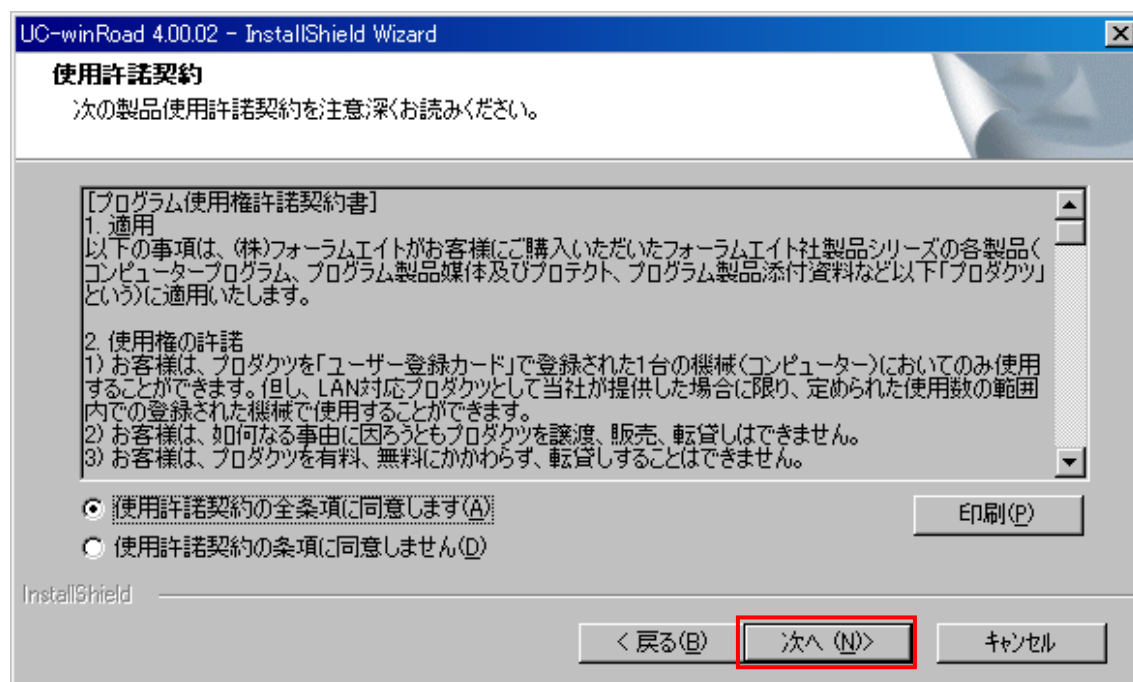 UC-winRoad 4.00.02 - InstallShield Wizard
使用許諾契約
次の製品使用許諾契約を注意深くお読みください。
[プログラム使用権許諾契約書]
1. 適用
以下の事項は、(株)フォーラムエイトがお客様にご購入いただいたフォーラムエイト社製品シリーズの各製品(
コンピュータープログラム、プログラム製品媒体及びプロテクト、プログラム製品添付資料など以下「プロダクツ」
という)に適用いたします。
2. 使用権の許諾
1) お客様は、プロダクツを「ユーザー登録カード」で登録された1台の機械(コンピューター)においてのみ使用
することができます。但し、LAN対応プロダクツとして当社が提供した場合に限り、定められた使用数の範囲
内での登録された機械で使用することができます。
2) お客様は、如何なる事由に因ろうともプロダクツを譲渡、販売、転貸しはできません。
3) お客様は、プロダクツを有料、無料にかかわらず、転貸しすることはできません。
使用許諾契約の全条項に同意します(A)
印刷(P)
使用許諾契約の条項に同意しません(D)
InstallShield
< 戻る(B) 次へ (N)> キャンセル